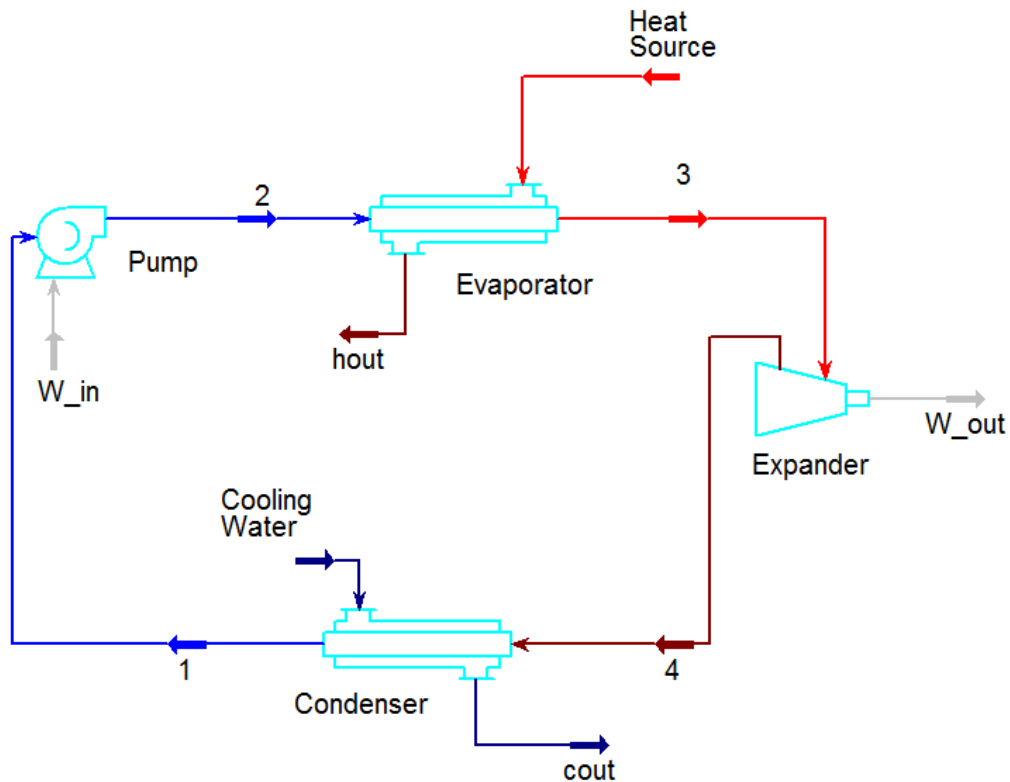 Heat
Source
2
3
Pump
Evaporator
hout
W_in
W_out
Expander
Cooling
Water
1
4
Condenser
cout